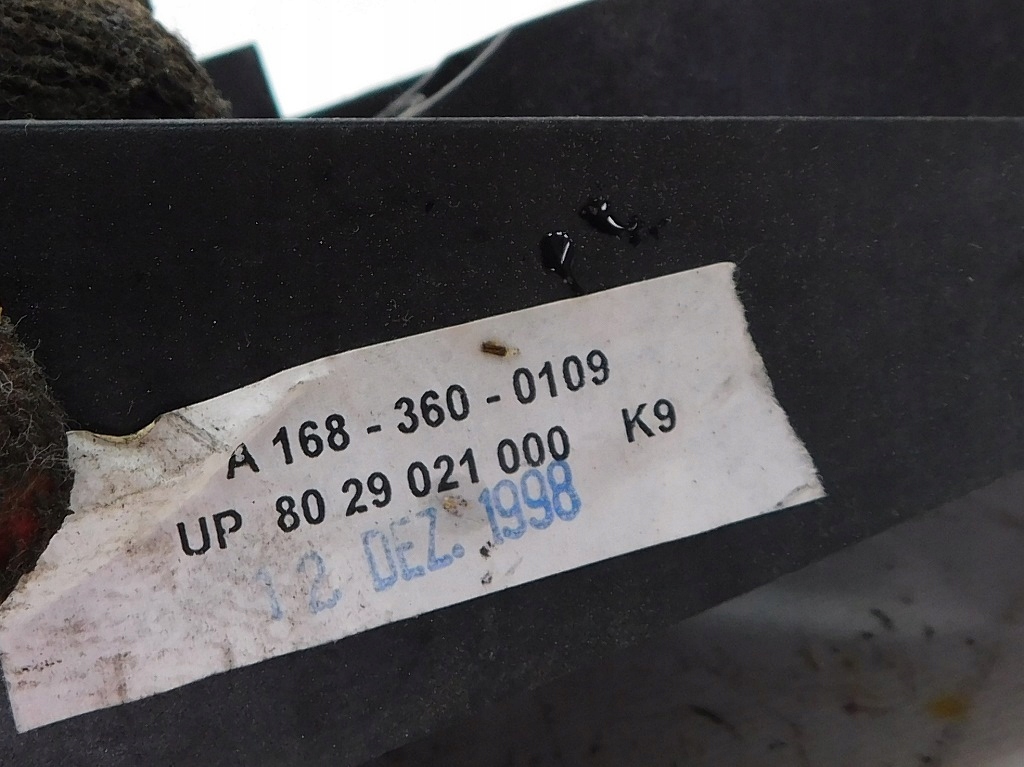 A 168 - 360 - 0109
UP 80 29 021 000 K9
12 DEZ. 1998